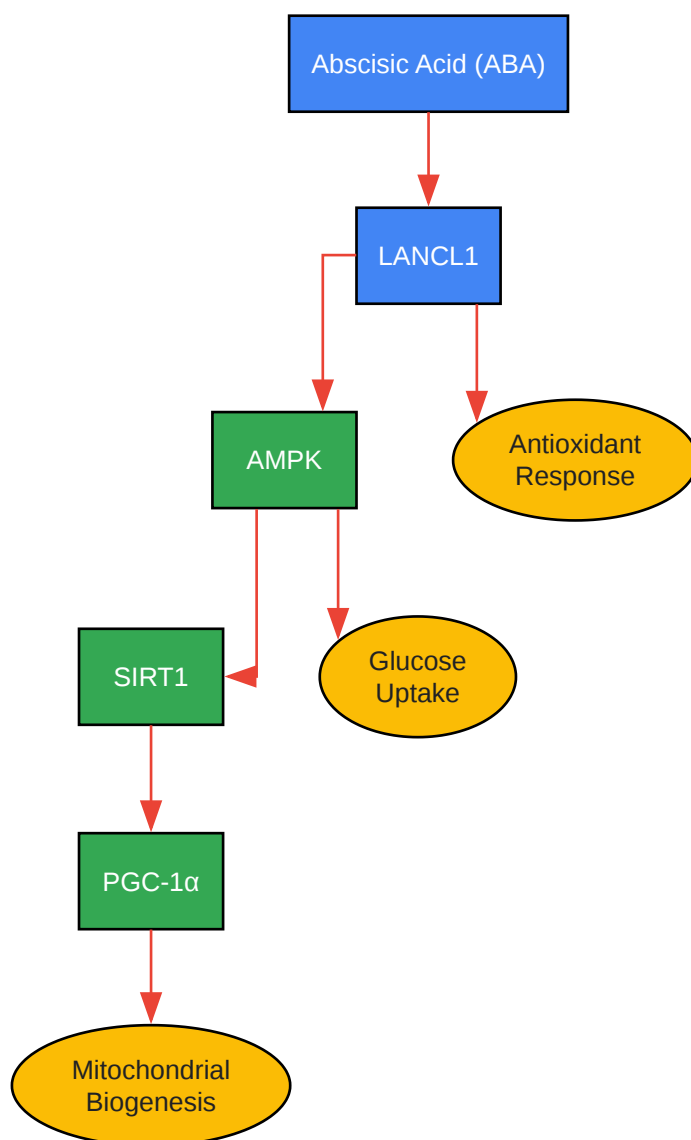 Abscisic Acid (ABA)
LANCL1
Antioxidant
Response
AMPK
Glucose
Uptake
SIRT1
PGC-1α
Mitochondrial
Biogenesis